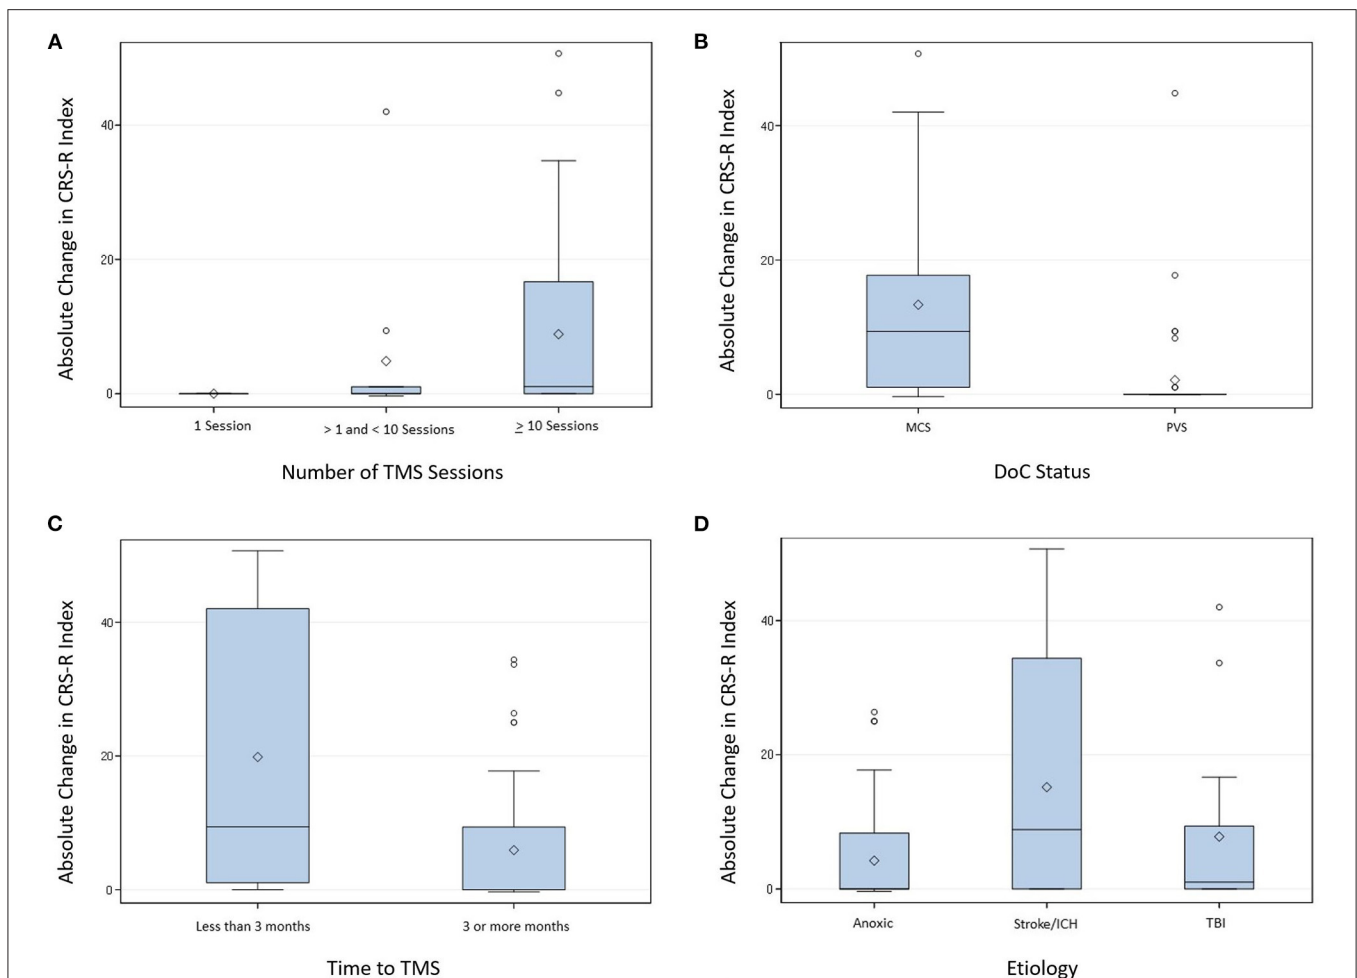 A
Absolute Change in CRS-R Index
40
20
0
1 Session
> 1 and < 10 Sessions
≥ 10 Sessions
Number of TMS Sessions
B
Absolute Change in CRS-R Index
40
20
0
MCS
PVS
DoC Status
C
Absolute Change in CRS-R Index
40
20
0
Less than 3 months
3 or more months
Time to TMS
D
Absolute Change in CRS-R Index
40
20
0
Anoxic
Stroke/ICH
TBI
Etiology